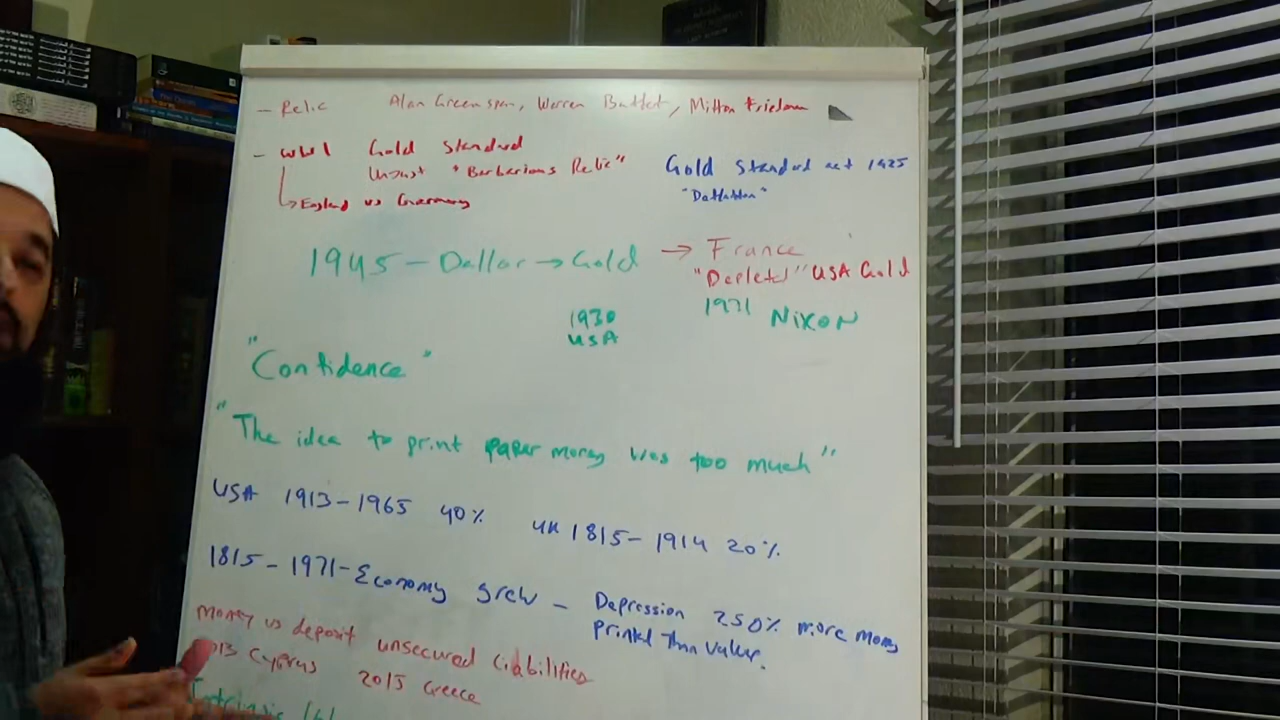 - Relic Alan Greenspan, Warren Buffet, Milton Friedman
- WW1 Gold Standard
Unjust "Barbarious Relic"
Gold Standard act 1925
"Deflation"
England vs Germany
1945 - Dollar → Gold → France
"Depleted" USA Gold
1971 NIXON
1930
USA
"Confidence"
"The idea to print paper money was too much"
USA 1913-1965 40%
UK 1815-1914 20%
1815-1971-Economy grew - Depression 250% more money
printed than value.
Money vs deposit unsecured liabilities
2013 Cyprus 2015 Greece
Intrinsic